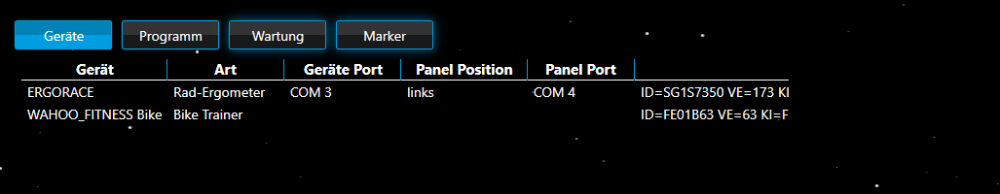 Geräte Programm Wartung Marker
Gerät Art Geräte Port Panel Position Panel Port
ERGORACE Rad-Ergometer COM 3 links COM 4 ID=SG1S7350 VE=173 KI
WAHOO_FITNESS Bike Bike Trainer ID=FE01B63 VE=63 KI=F